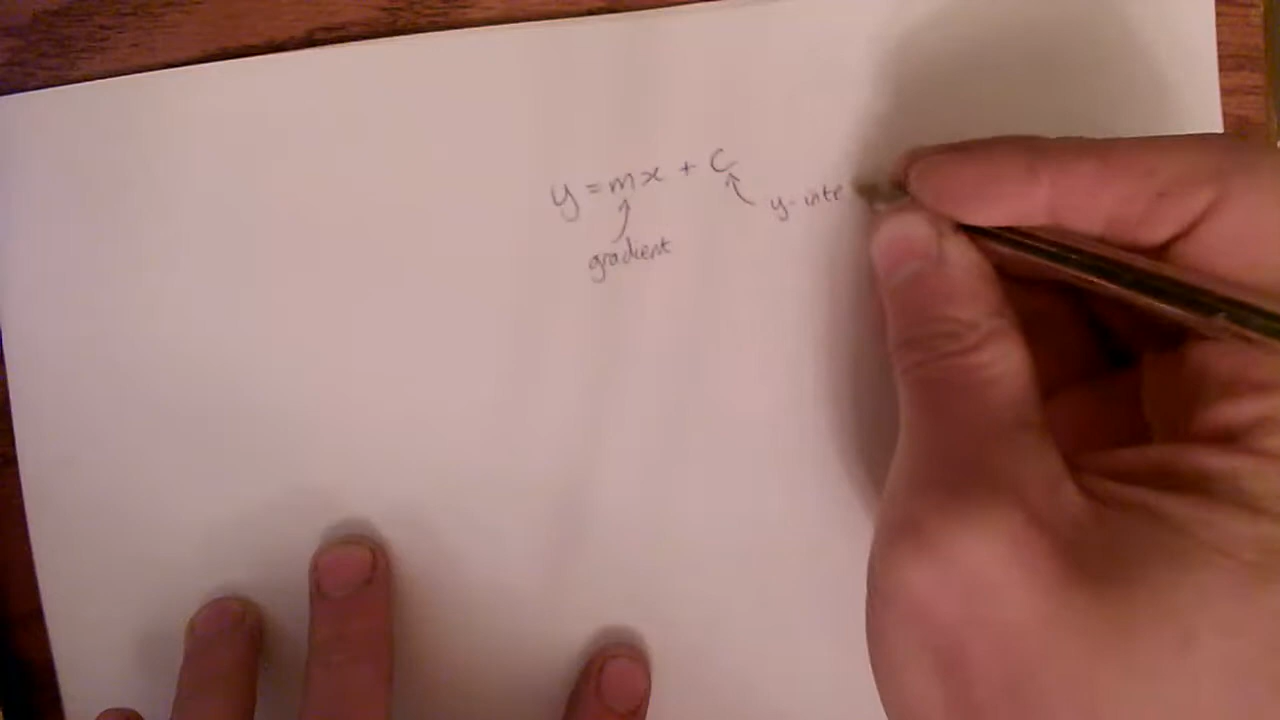 y = mx + c
y-inte
gradient